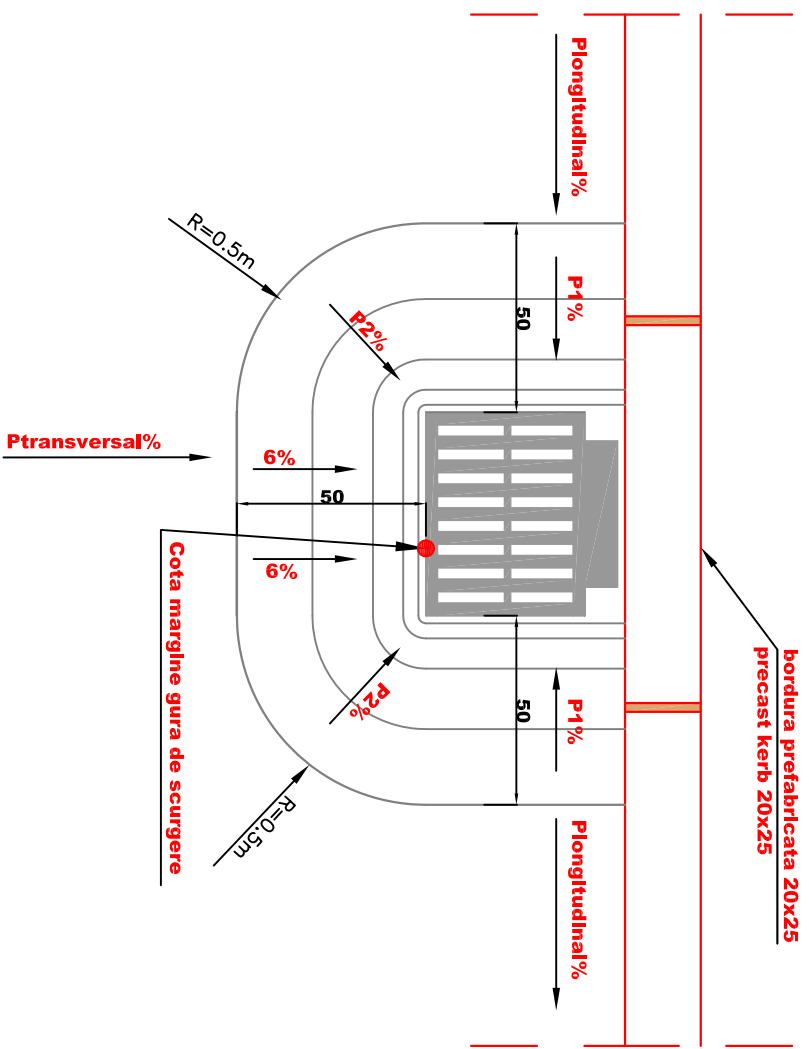 Plongitudinal%
R=0.5m
P1%
50
P2%
Ptransversal%
6%
50
6%
Cota margine gura de scurgere
P2%
R=0.5m
50
P1%
Plongitudinal%
bordura prefabricata 20x25
precast kerb 20x25